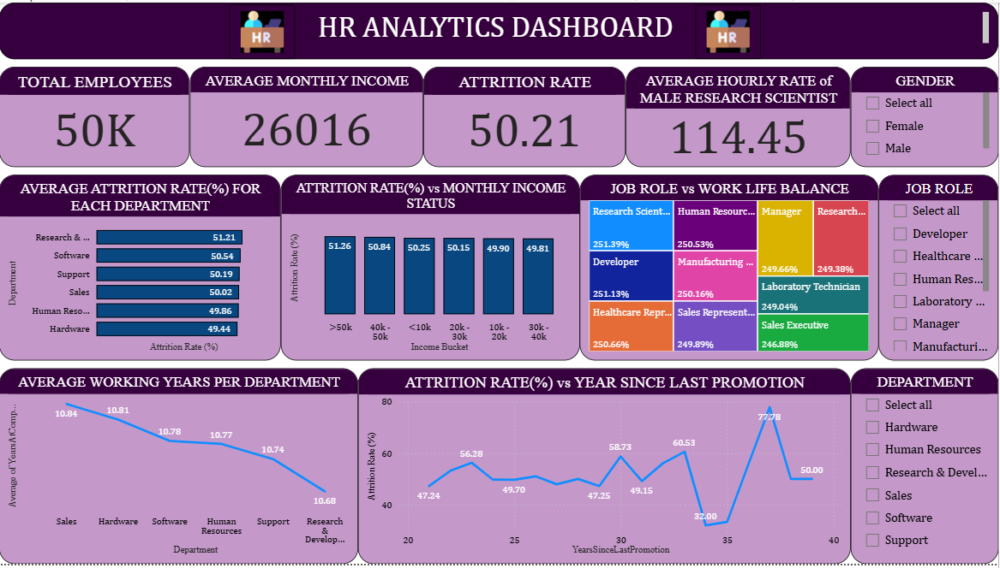 HR ANALYTICS DASHBOARD
HR
HR
TOTAL EMPLOYEES
50K
AVERAGE MONTHLY INCOME
26016
ATTRITION RATE
50.21
AVERAGE HOURLY RATE of
MALE RESEARCH SCIENTIST
114.45
GENDER
Select all
Female
Male
AVERAGE ATTRITION RATE(%) FOR
EACH DEPARTMENT
Department
Research & ... 51.21
Software 50.54
Support 50.19
Sales 50.02
Human Reso... 49.86
Hardware 49.44
Attrition Rate (%)
ATTRITION RATE(%) vs MONTHLY INCOME
STATUS
Attrition Rate (%)
51.26 50.84 50.25 50.15 49.90 49.81
>50k 40k - <10k 20k - 10k - 30k -
50k 30k 20k 40k
Income Bucket
JOB ROLE vs WORK LIFE BALANCE
Research Scient...
251.39%
Developer
251.13%
Healthcare Repr...
250.66%
Human Resourc...
250.53%
Manufacturing ...
250.16%
Sales Represent...
249.89%
Manager
249.66%
Research...
249.38%
Laboratory Technician
249.04%
Sales Executive
246.88%
JOB ROLE
Select all
Developer
Healthcare ...
Human Res...
Laboratory ...
Manager
Manufacturi...
AVERAGE WORKING YEARS PER DEPARTMENT
Average of YearsAtComp...
10.84 10.81 10.78 10.77 10.74 10.68
Sales Hardware Software Human Support Research
Resources &
Develop...
Department
ATTRITION RATE(%) vs YEAR SINCE LAST PROMOTION
Attrition Rate (%)
80
60
40
47.24 56.28 49.70 47.25 58.73 49.15 60.53 32.00 77.78 50.00
20 25 30 35 40
YearsSinceLastPromotion
DEPARTMENT
Select all
Hardware
Human Resources
Research & Devel...
Sales
Software
Support